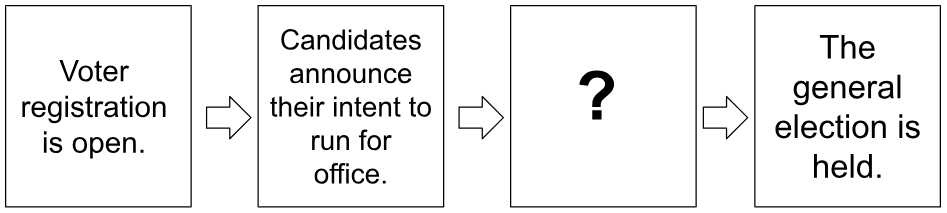 Voter
registration
is open.
Candidates
announce
their intent to
run for
office.
?
The
general
election is
held.